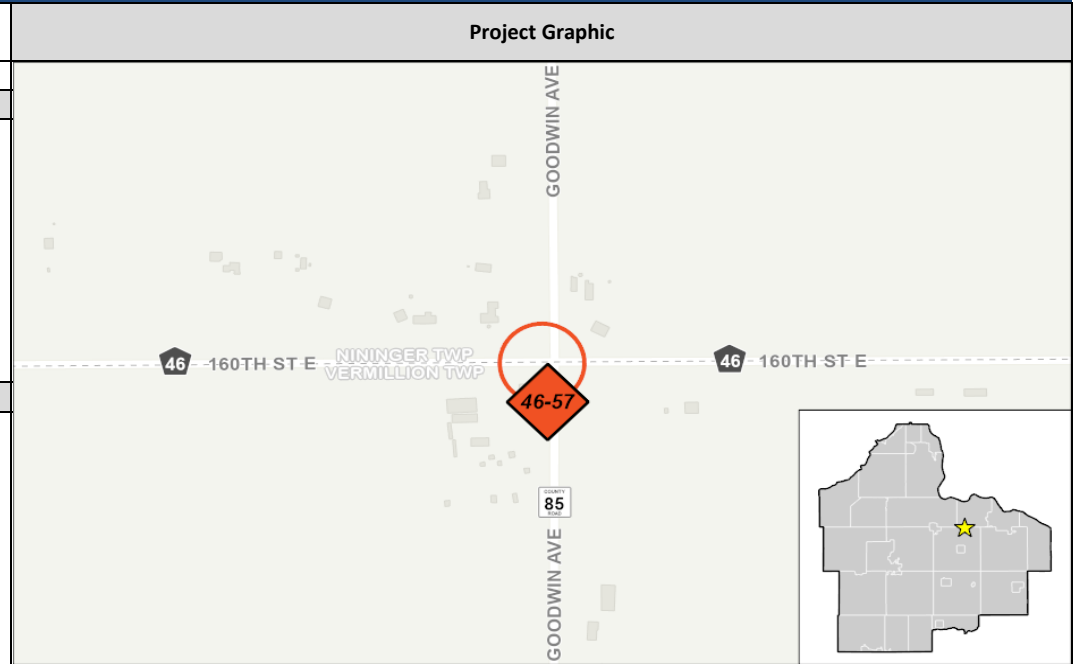 Project Graphic
GOODWIN AVE
46
160TH ST E
NININGER TWP
VERMILLION TWP
46
160TH ST E
46-57
COUNTY
85
ROAD
GOODWIN AVE